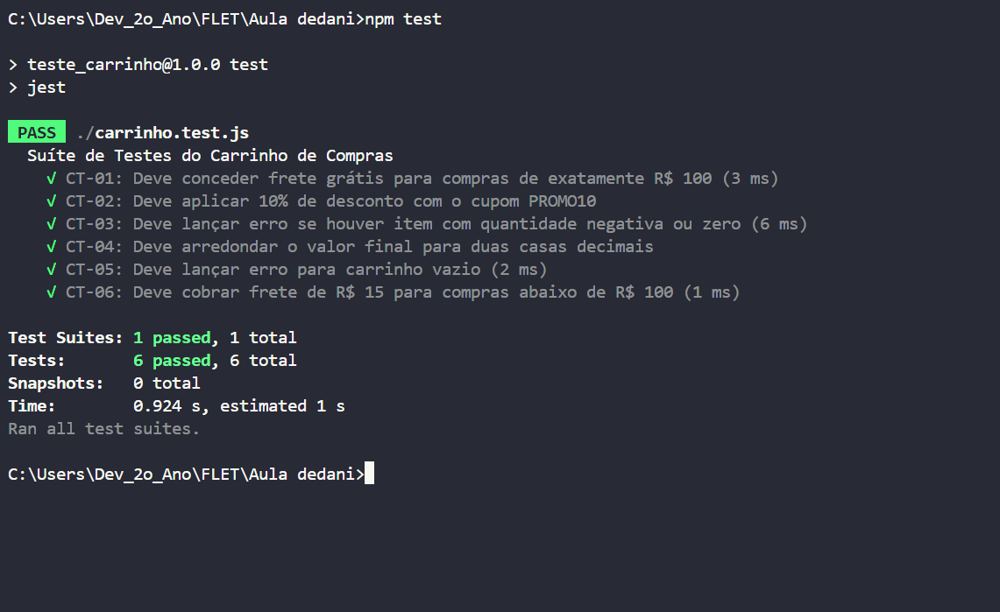 C:\Users\Dev_2o_Ano\FLET\Aula dedani>npm test
> teste_carrinho@1.0.0 test
> jest
PASS ./carrinho.test.js
Suíte de Testes do Carrinho de Compras
√ CT-01: Deve conceder frete grátis para compras de exatamente R$ 100 (3 ms)
√ CT-02: Deve aplicar 10% de desconto com o cupom PROMO10
√ CT-03: Deve lançar erro se houver item com quantidade negativa ou zero (6 ms)
√ CT-04: Deve arredondar o valor final para duas casas decimais
√ CT-05: Deve lançar erro para carrinho vazio (2 ms)
√ CT-06: Deve cobrar frete de R$ 15 para compras abaixo de R$ 100 (1 ms)
Test Suites: 1 passed, 1 total
Tests: 6 passed, 6 total
Snapshots: 0 total
Time: 0.924 s, estimated 1 s
Ran all test suites.
C:\Users\Dev_2o_Ano\FLET\Aula dedani>